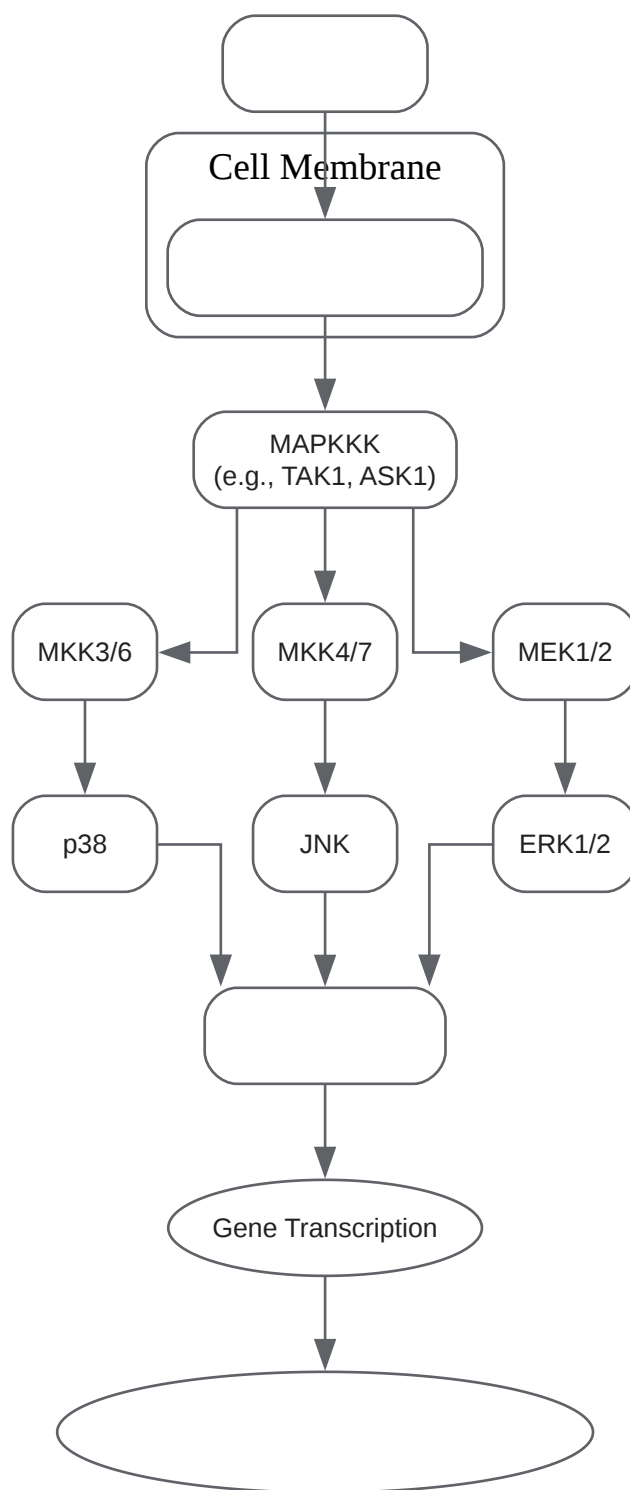 Cell Membrane
MAPKKK
(e.g., TAK1, ASK1)
MKK3/6
MKK4/7
MEK1/2
p38
JNK
ERK1/2
Gene Transcription